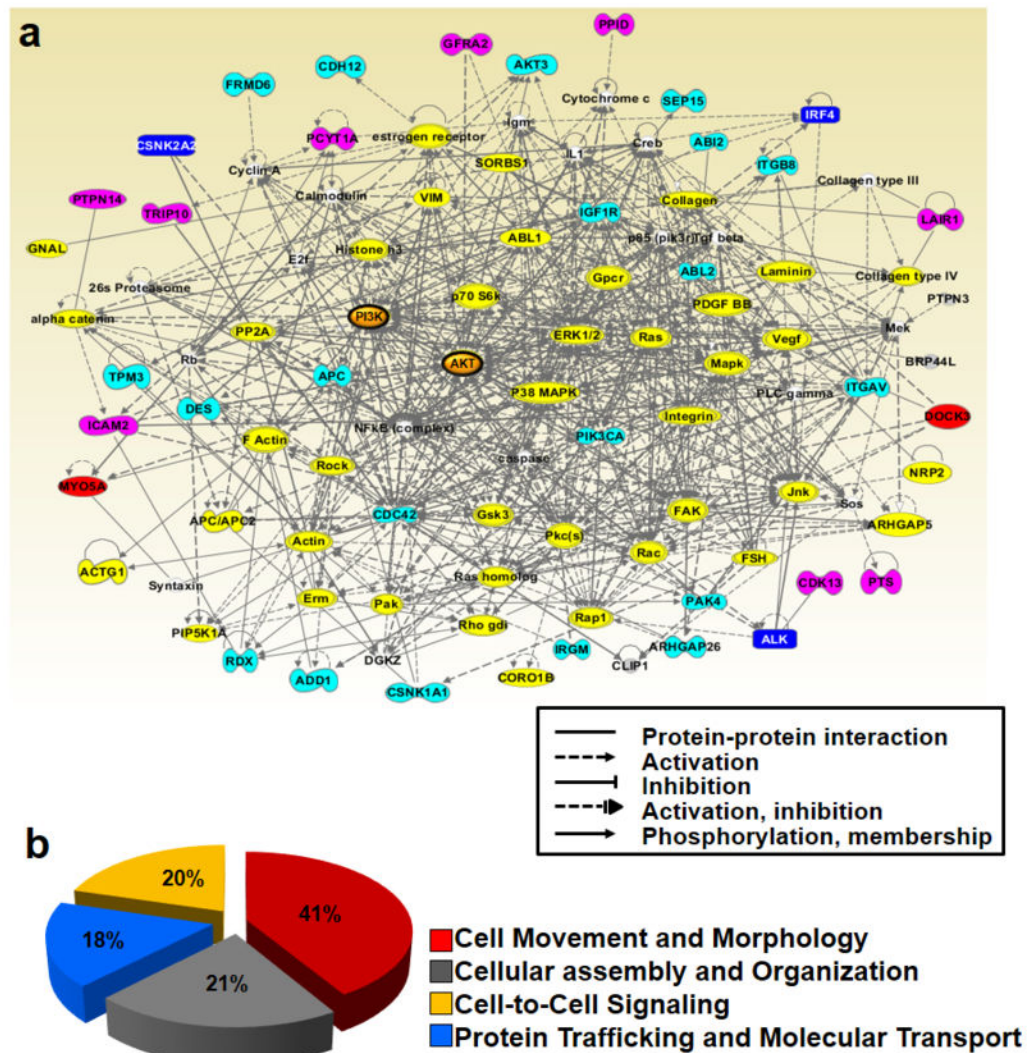 a
PPID
GFRA2
CDH12
AKT3
FRMD6
Cytochrome c
SEP15
IRF4
Igm
CSNK2A2
PCYT1A
estrogen receptor
Creb
ABI2
SORBS1
IL1
ITGB8
Cyclin A
Collagen type III
Calmodulin
PTPN14
VIM
Collagen
TRIP10
IGF1R
LAIR1
GNAL
Histone h3
ABL1
p85 (pik3r)
Tgf beta
E2f
Gpcr
ABL2
Laminin
Collagen type IV
26s Proteasome
p70 S6k
PDGF BB
PTPN3
alpha catenin
PI3K
PP2A
ERK1/2
Ras
Vegf
Mek
Rb
AKT
Mapk
BRP44L
TPM3
APC
P38 MAPK
PLC gamma
ITGAV
DES
ICAM2
NFkB (complex)
Integrin
DOCK3
F Actin
PIK3CA
Rock
caspase
NRP2
MYO5A
Jnk
Sos
APC/APC2
CDC42
Gsk3
FAK
ARHGAP5
Actin
Pkc(s)
Rac
FSH
ACTG1
Syntaxin
Ras homolog
CDK13
PTS
Erm
Pak
PAK4
PIP5K1A
Rho gdi
Rap1
ALK
RDX
DGKZ
IRGM
ARHGAP26
ADD1
CSNK1A1
CORO1B
CLIP1
Protein-protein interaction
Activation
Inhibition
Activation, inhibition
Phosphorylation, membership
b
20%
41%
18%
21%
Cell Movement and Morphology
Cellular assembly and Organization
Cell-to-Cell Signaling
Protein Trafficking and Molecular Transport